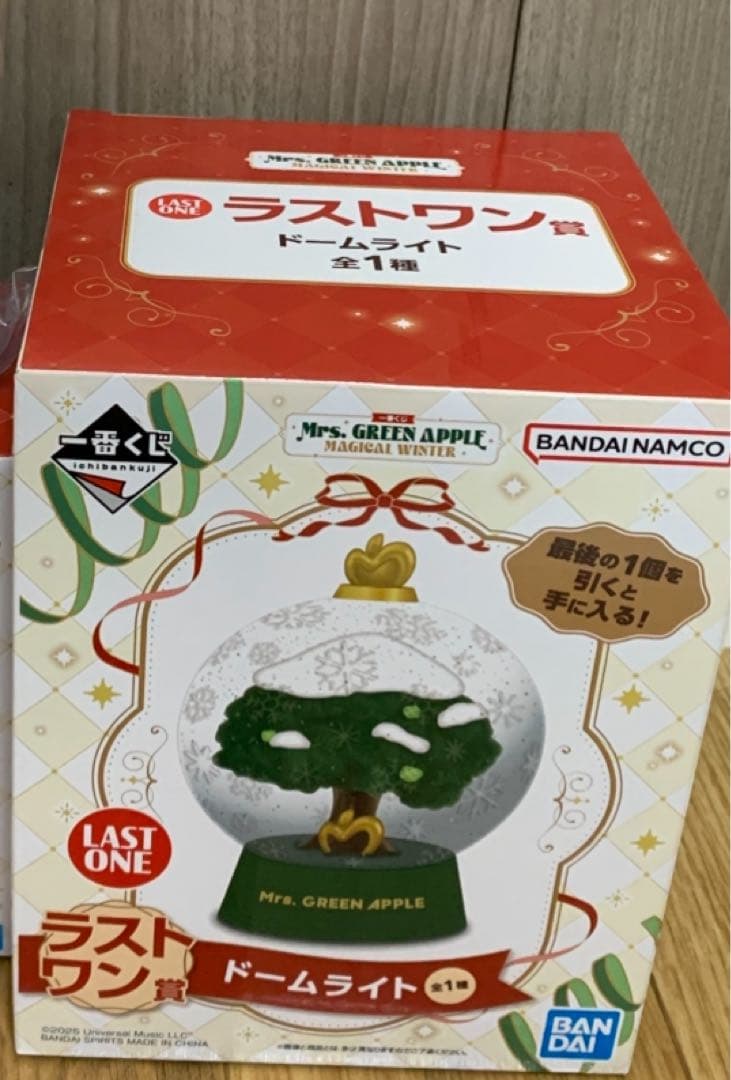 Mrs. GREEN APPLE
MAGICAL WINTER
LAST
ONE
ラストワン賞
ドームライト
全1種
一番くじ
ichibankuji
一番くじ
Mrs. GREEN APPLE
MAGICAL WINTER
BANDAI NAMCO
最後の1個を
引くと
手に入る!
Mrs. GREEN APPLE
LAST
ONE
ラスト
ワン賞
ドームライト 全1種
©2025 Universal Music LLC
BANDAI SPIRITS MADE IN CHINA
BAN
DAI